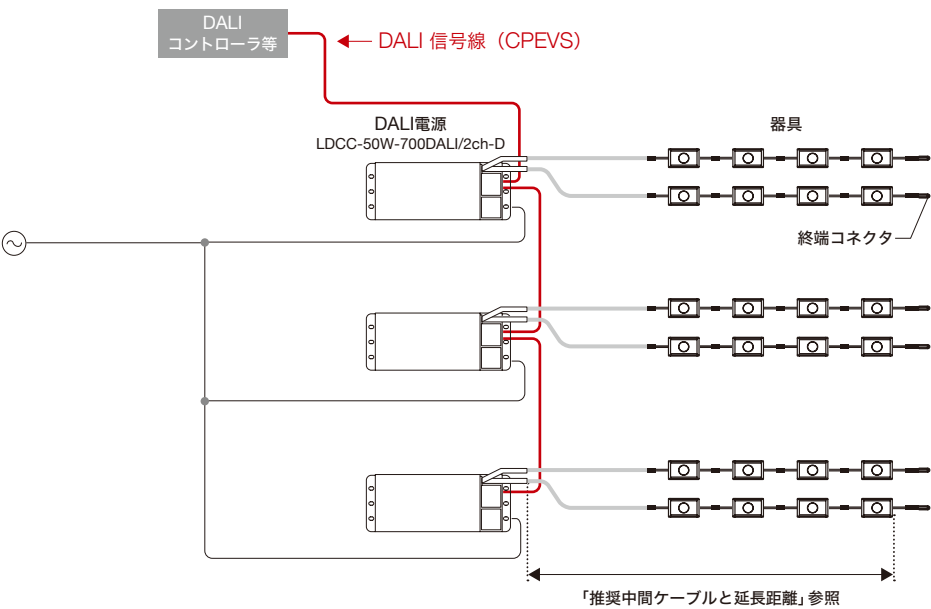 DALI
コントローラ等
DALI 信号線（CPEVS）
DALI電源
LDCC-50W-700DALI/2ch-D
器具
終端コネクタ
「推奨中間ケーブルと延長距離」参照